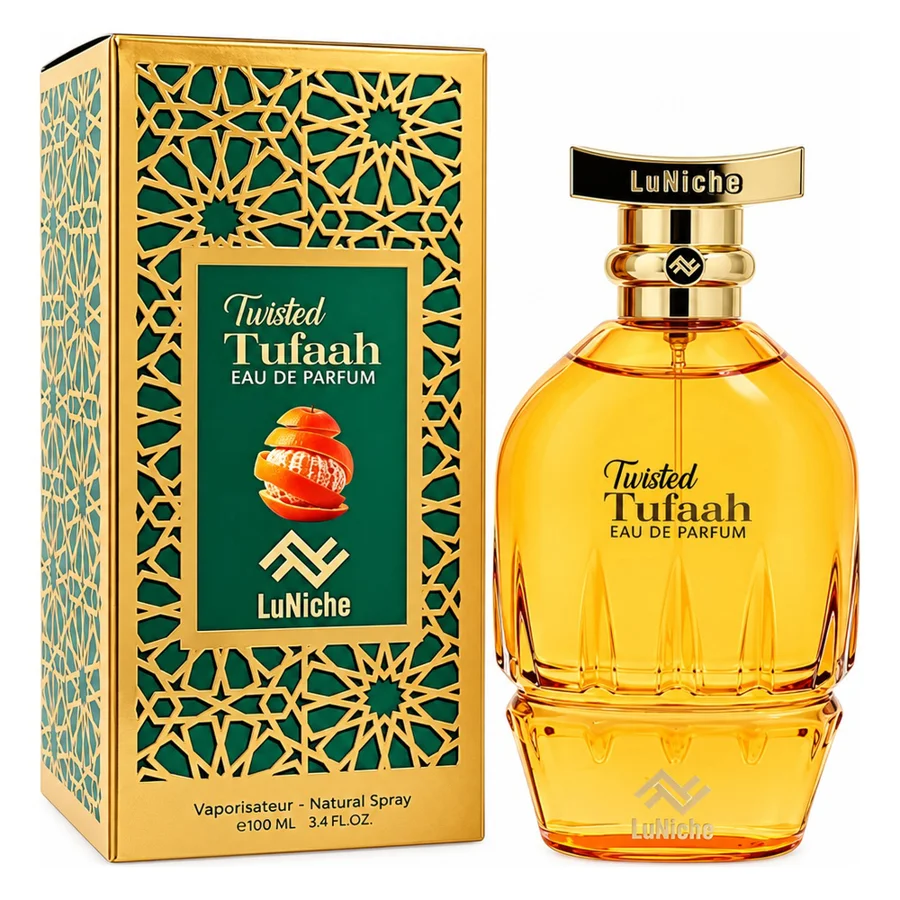 Twisted
Tufaah
EAU DE PARFUM
LuNiche
Vaporisateur - Natural Spray
e100 ML 3.4 FL.OZ.
LuNiche
Twisted
Tufaah
EAU DE PARFUM
LuNiche